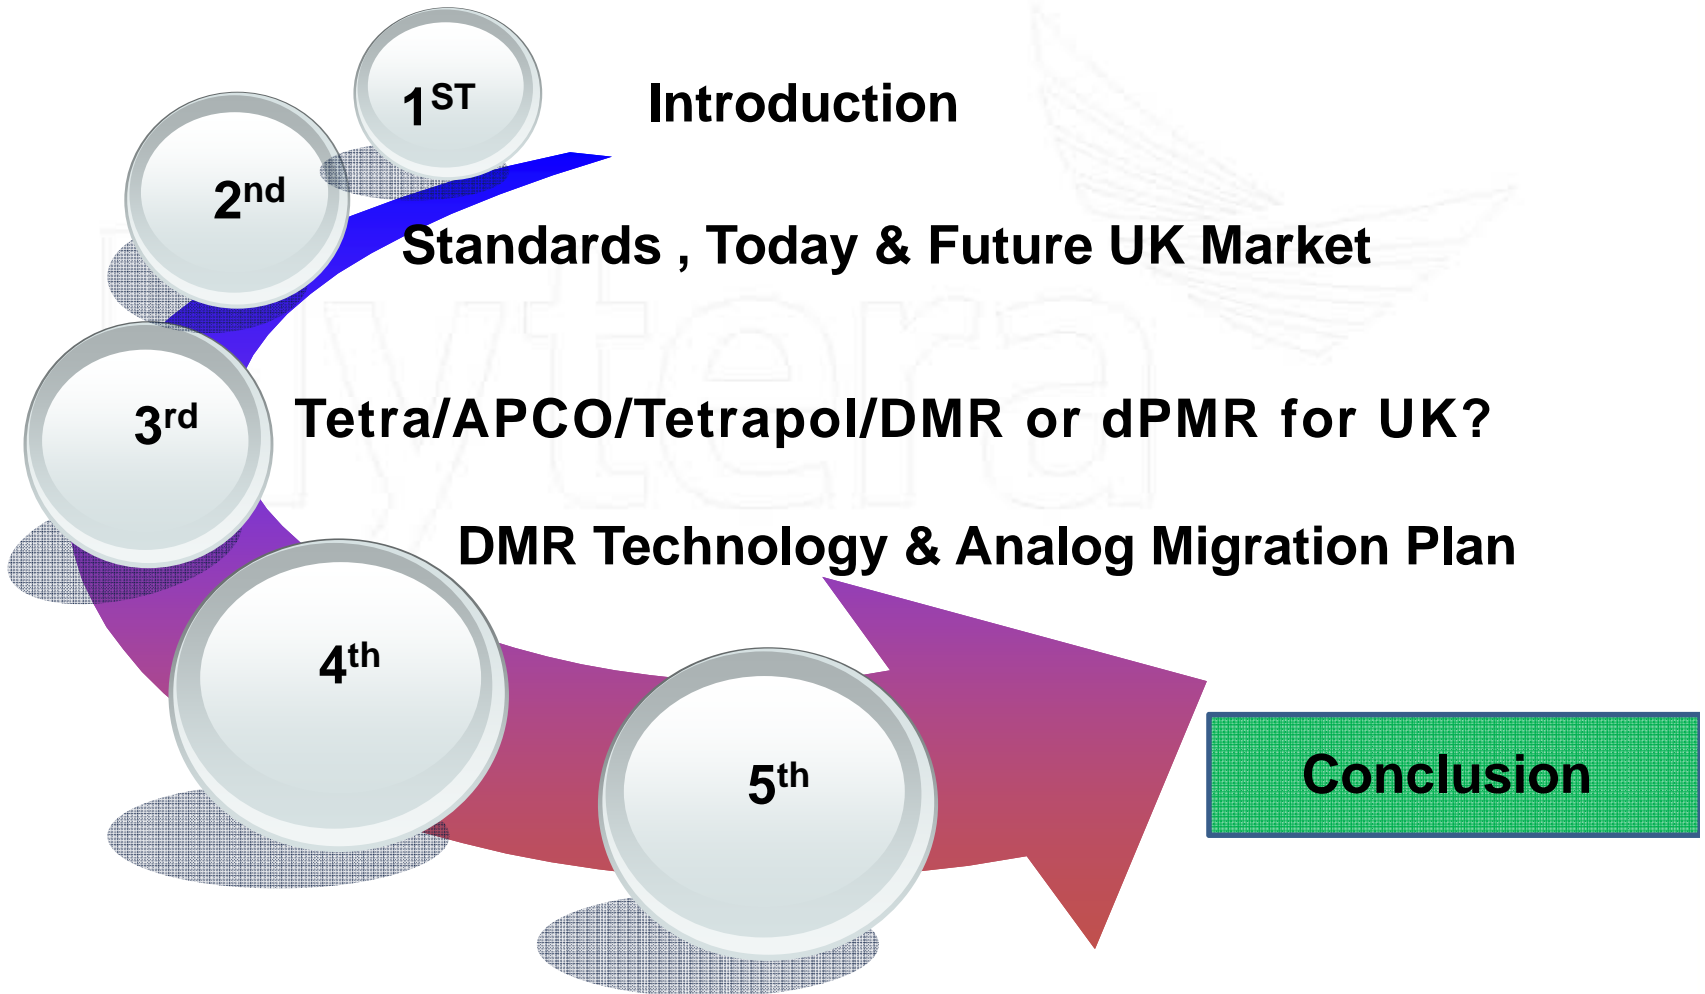 1ST Introduction
2nd Standards , Today & Future UK Market
3rd Tetra/APCO/Tetrapol/DMR or dPMR for UK?
4th DMR Technology & Analog Migration Plan
5th Conclusion
Hytera